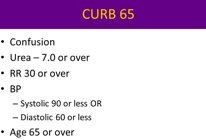 CURB 65
• Confusion
• Urea – 7.0 or over
• RR 30 or over
• BP
– Systolic 90 or less OR
– Diastolic 60 or less
• Age 65 or over